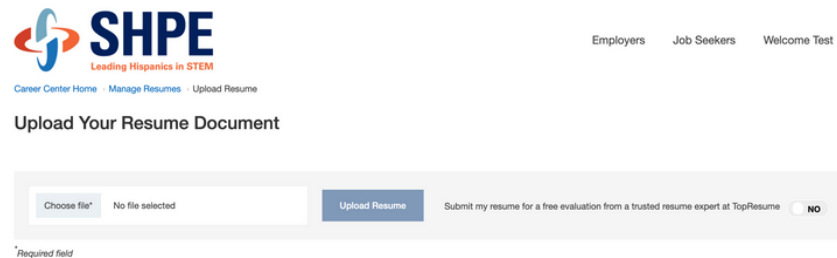 SHPE
Leading Hispanics in STEM
Employers Job Seekers Welcome Test
Career Center Home · Manage Resumes · Upload Resume
Upload Your Resume Document
Choose file* No file selected Upload Resume Submit my resume for a free evaluation from a trusted resume expert at TopResume NO
*Required field